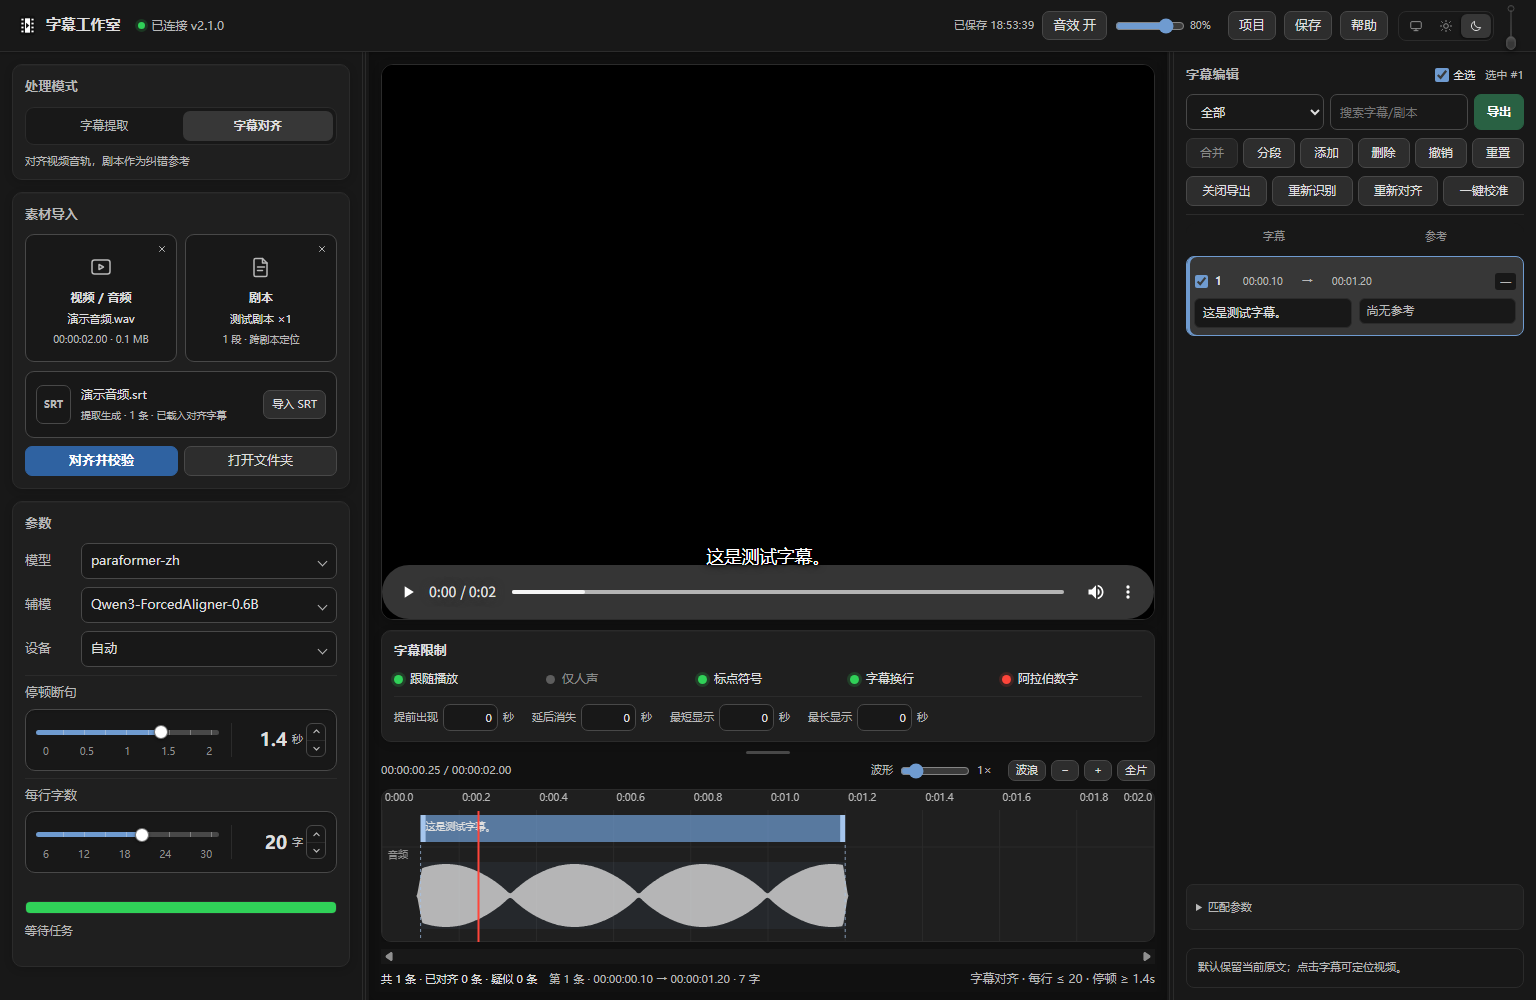 字幕工作室 已连接 v2.1.0 已保存 18:53:39 音效 开 80% 项目 保存 帮助
处理模式
字幕提取 字幕对齐
对齐视频音轨，剧本作为纠错参考
素材导入
× ×
视频 / 音频 剧本
演示音频.wav 测试剧本 ×1
00:00:02.00 · 0.1 MB 1 段 · 跨剧本定位
SRT 演示音频.srt 导入 SRT
提取生成 · 1 条 · 已载入对齐字幕
对齐并校验 打开文件夹
参数
模型 paraformer-zh
辅模 Qwen3-ForcedAligner-0.6B
设备 自动
停顿断句
1.4 秒
0 0.5 1 1.5 2
每行字数
20 字
6 12 18 24 30
等待任务
这是测试字幕。
0:00 / 0:02
字幕限制
跟随播放 仅人声 标点符号 字幕换行 阿拉伯数字
提前出现 0 秒 延后消失 0 秒 最短显示 0 秒 最长显示 0 秒
00:00:00.25 / 00:00:02.00 波形 1× 波浪 − + 全片
0:00.0 0:00.2 0:00.4 0:00.6 0:00.8 0:01.0 0:01.2 0:01.4 0:01.6 0:01.8 0:02.0
这是测试字幕。
音频
共 1 条 · 已对齐 0 条 · 疑似 0 条 第 1 条 · 00:00:00.10 → 00:00:01.20 · 7 字 字幕对齐 · 每行 ≤ 20 · 停顿 ≥ 1.4s
字幕编辑 全选 选中 #1
全部 搜索字幕/剧本 导出
合并 分段 添加 删除 撤销 重置
关闭导出 重新识别 重新对齐 一键校准
字幕 参考
1 00:00.10 → 00:01.20 —
这是测试字幕。 尚无参考
匹配参数
默认保留当前原文；点击字幕可定位视频。